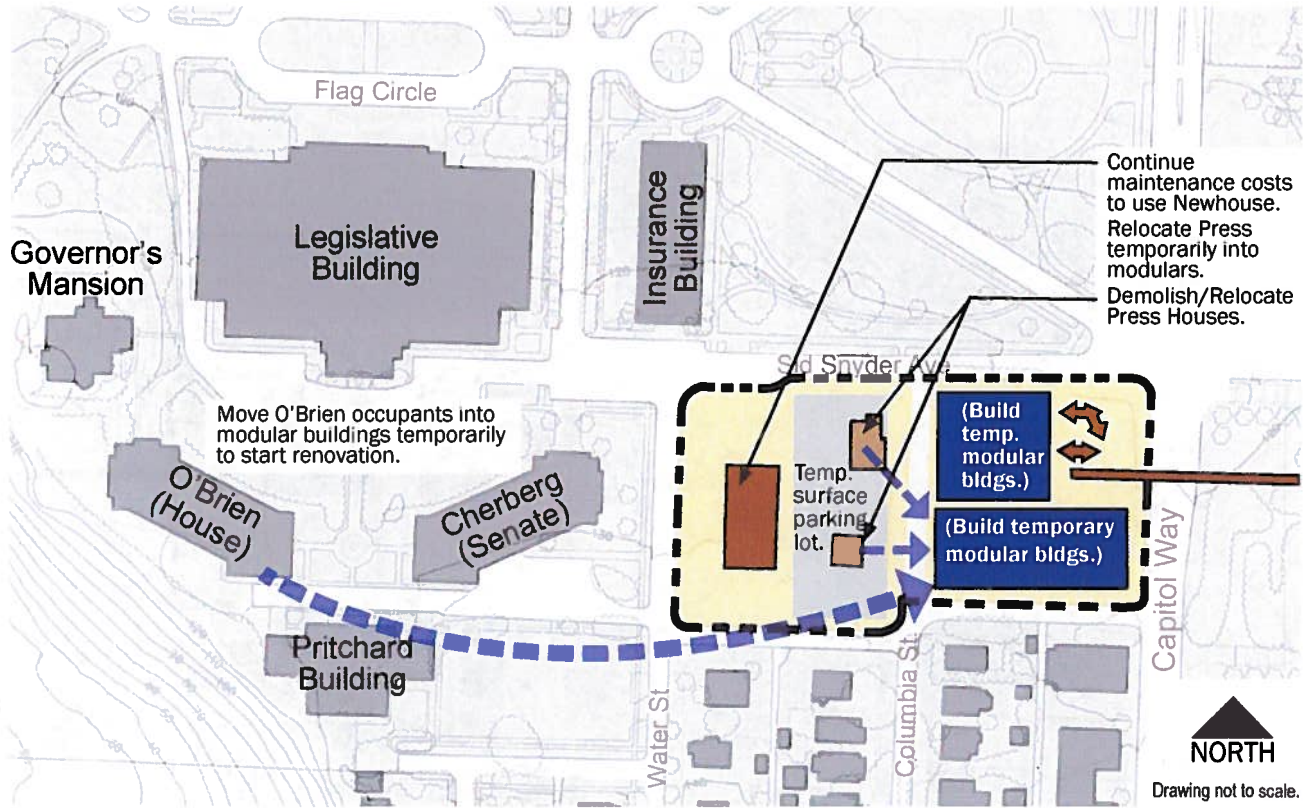 Flag Circle
Legislative
Building
Insurance
Building
Governor's
Mansion
Continue
maintenance costs
to use Newhouse.
Relocate Press
temporarily into
modulars.
Demolish/Relocate
Press Houses.
Sid Snyder Ave
Move O'Brien occupants into
modular buildings temporarily
to start renovation.
O'Brien
(House)
Cherberg
(Senate)
Temp.
surface
parking
lot.
(Build
temp.
modular
bldgs.)
(Build temporary
modular bldgs.)
Pritchard
Building
Water St
Columbia St
Capitol Way
NORTH
Drawing not to scale.